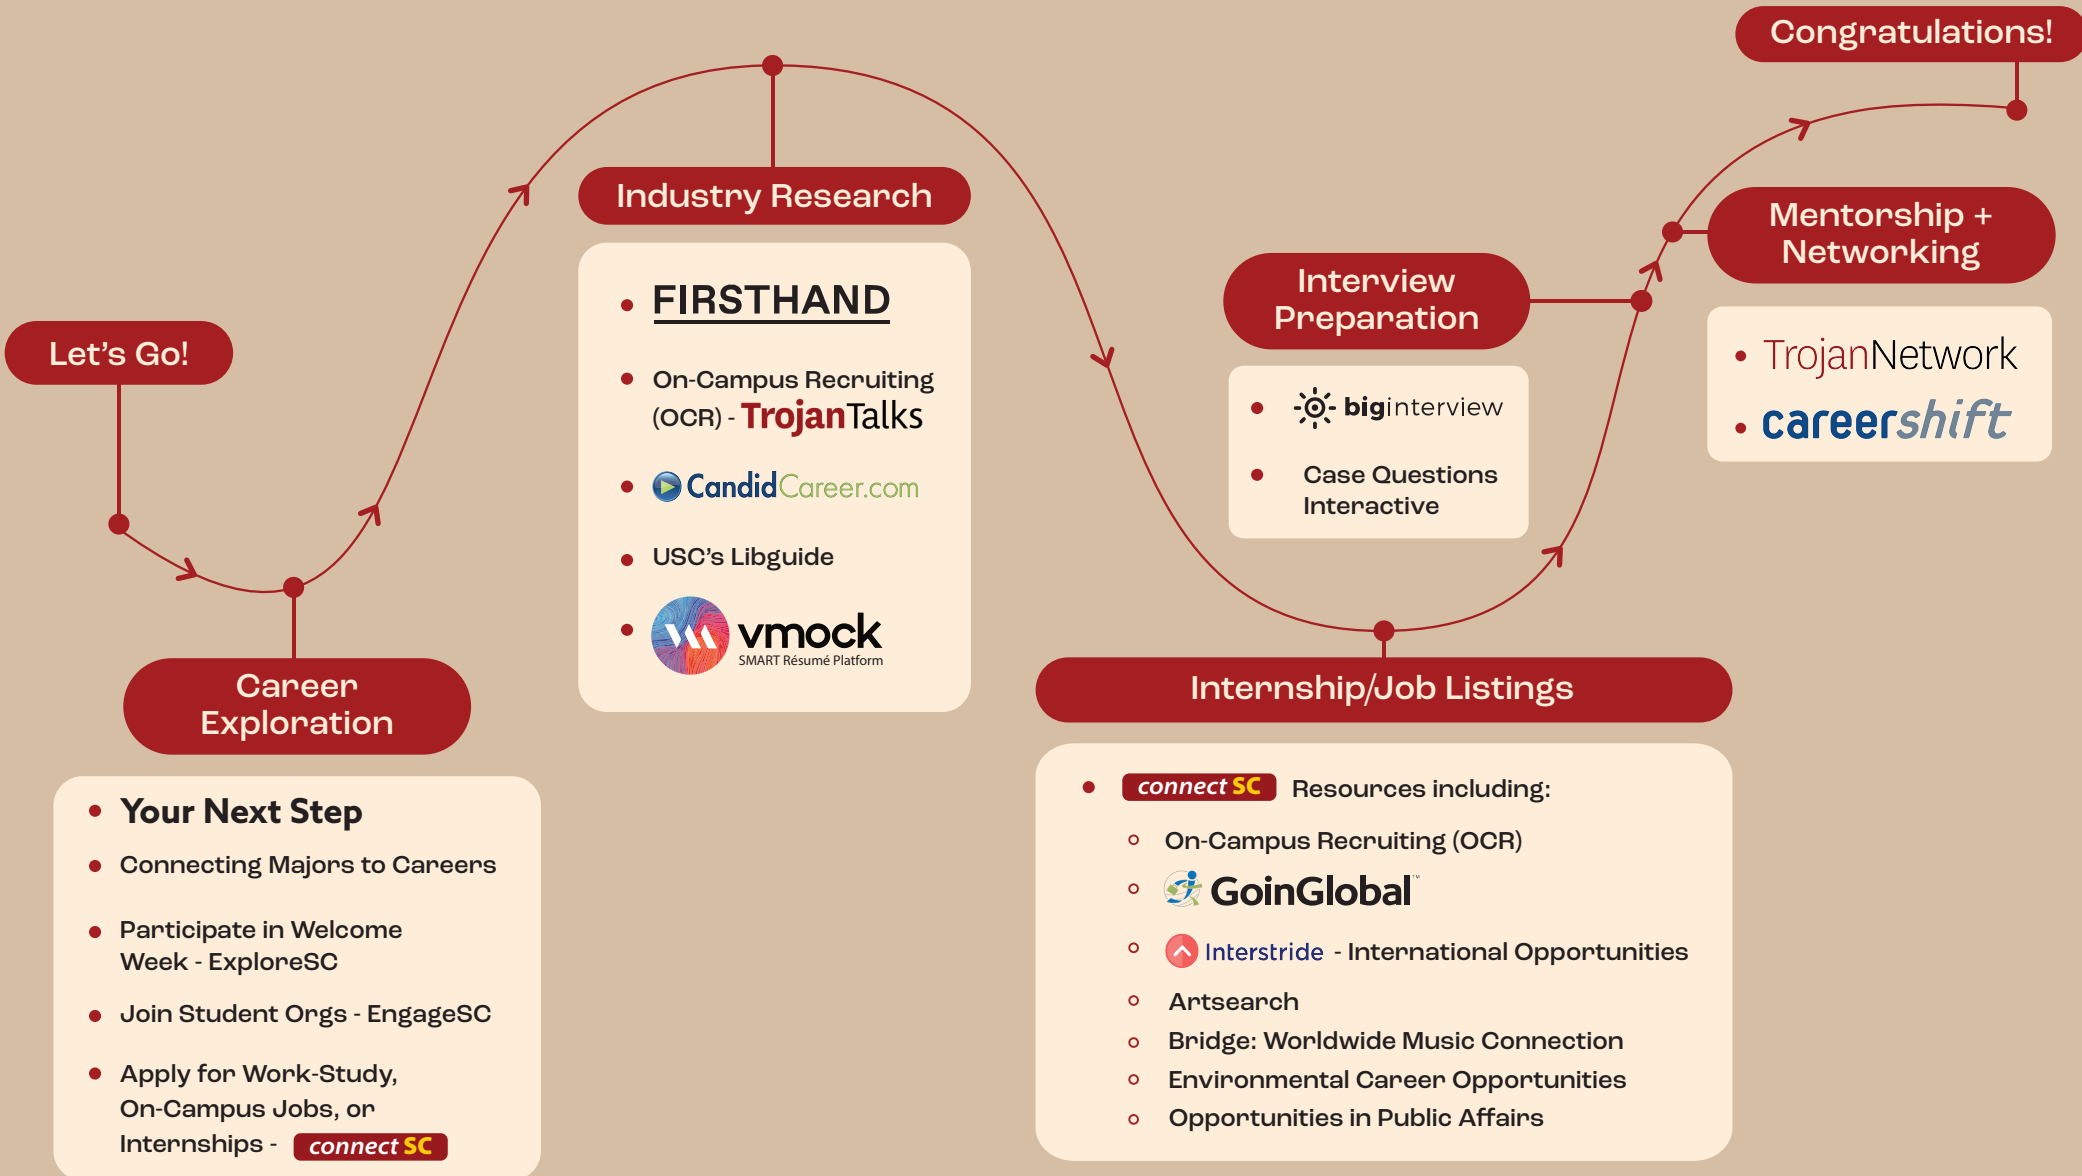 Let's Go!
Career
Exploration
• Your Next Step
• Connecting Majors to Careers
• Participate in Welcome
Week - ExploreSC
• Join Student Orgs - EngageSC
• Apply for Work-Study,
On-Campus Jobs, or
Internships - connect SC
Industry Research
• FIRSTHAND
• On-Campus Recruiting
(OCR) - TrojanTalks
• CandidCareer.com
• USC's Libguide
• vmock
SMART Résumé Platform
Internship/Job Listings
• connect SC Resources including:
◦ On-Campus Recruiting (OCR)
◦ GoinGlobal™
◦ Interstride - International Opportunities
◦ Artsearch
◦ Bridge: Worldwide Music Connection
◦ Environmental Career Opportunities
◦ Opportunities in Public Affairs
Interview
Preparation
• biginterview
• Case Questions
Interactive
Mentorship +
Networking
• TrojanNetwork
• careershift
Congratulations!